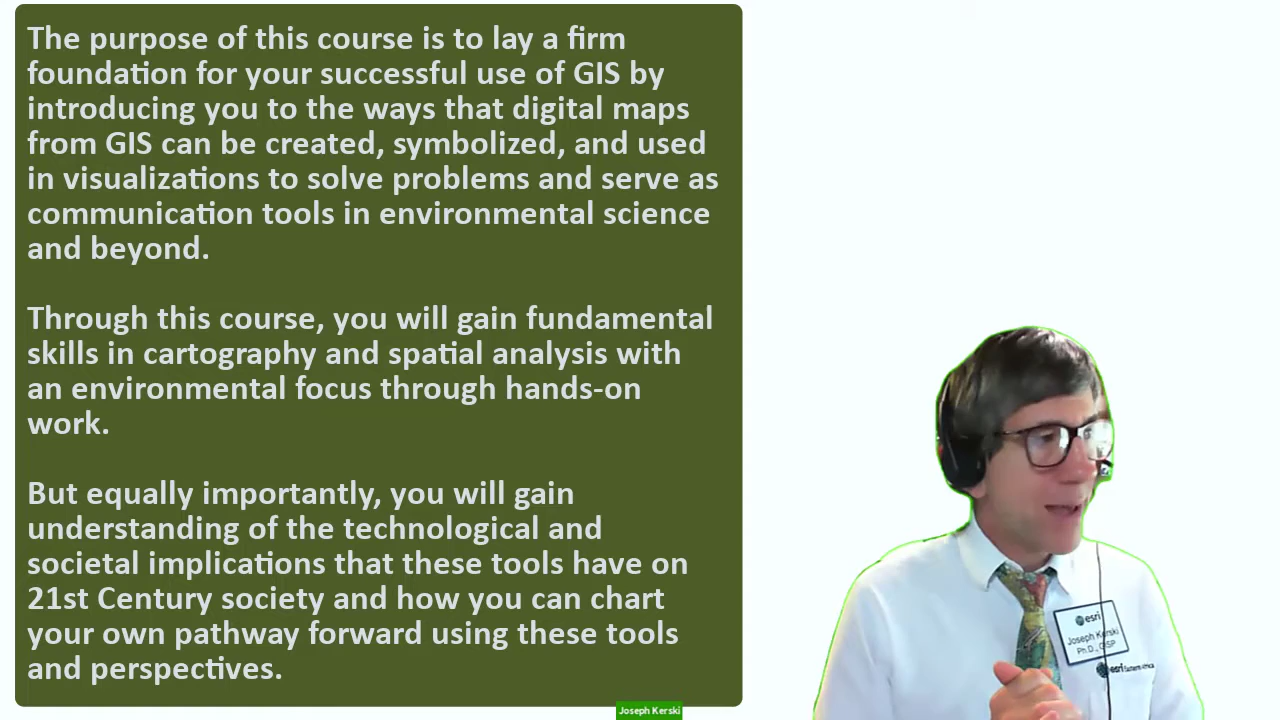 The purpose of this course is to lay a firm
foundation for your successful use of GIS by
introducing you to the ways that digital maps
from GIS can be created, symbolized, and used
in visualizations to solve problems and serve as
communication tools in environmental science
and beyond.
Through this course, you will gain fundamental
skills in cartography and spatial analysis with
an environmental focus through hands-on
work.
But equally importantly, you will gain
understanding of the technological and
societal implications that these tools have on
21st Century society and how you can chart
your own pathway forward using these tools
and perspectives.
Joseph Kerski
esri
Joseph Kerski
Ph.D., GISP
esri